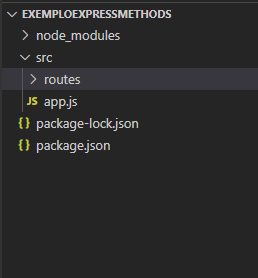 EXEMPLOEXPRESSMETHODS
node_modules
src
routes
JS app.js
{} package-lock.json
{} package.json